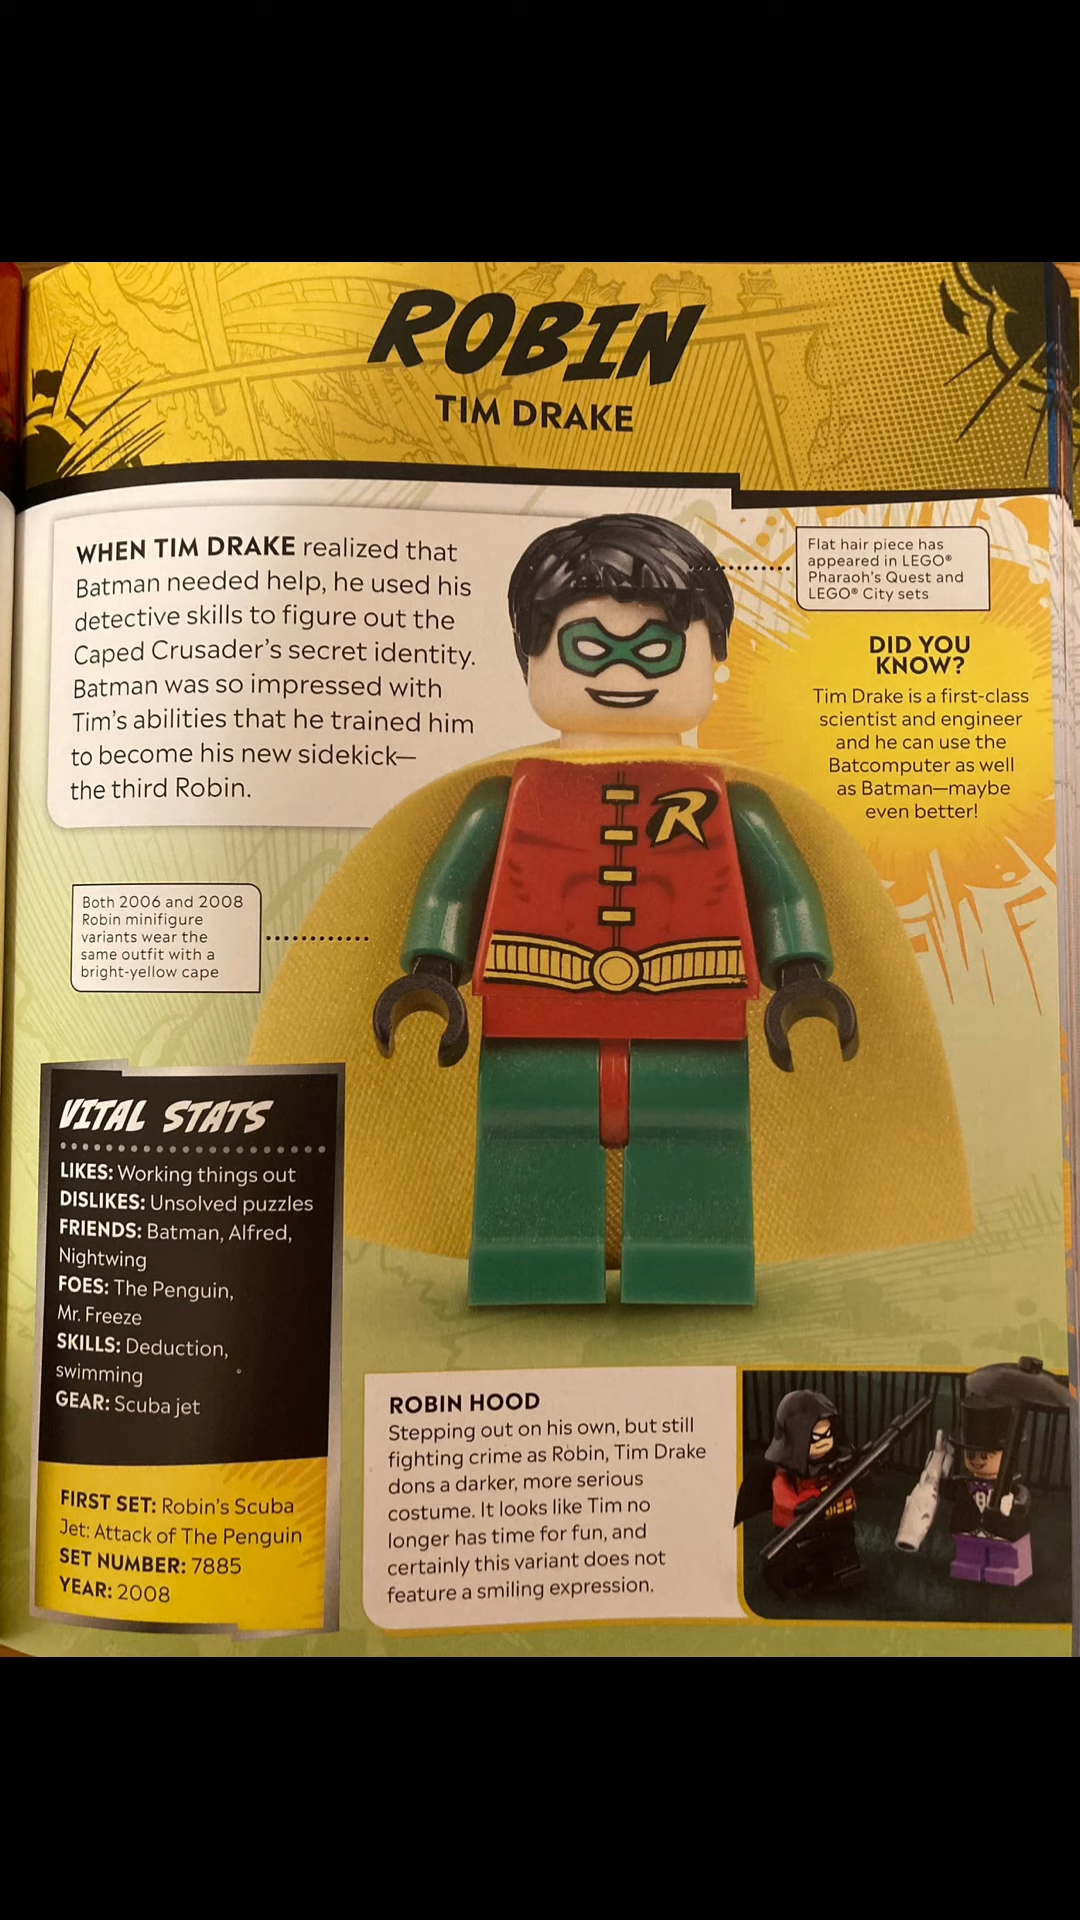 ROBIN
TIM DRAKE
WHEN TIM DRAKE realized that
Batman needed help, he used his
detective skills to figure out the
Caped Crusader's secret identity.
Batman was so impressed with
Tim's abilities that he trained him
to become his new sidekick—
the third Robin.
Flat hair piece has
appeared in LEGO®
Pharaoh's Quest and
LEGO® City sets
DID YOU
KNOW?
Tim Drake is a first-class
scientist and engineer
and he can use the
Batcomputer as well
as Batman—maybe
even better!
R
Both 2006 and 2008
Robin minifigure
variants wear the
same outfit with a
bright-yellow cape
VITAL STATS
LIKES: Working things out
DISLIKES: Unsolved puzzles
FRIENDS: Batman, Alfred,
Nightwing
FOES: The Penguin,
Mr. Freeze
SKILLS: Deduction,
swimming
GEAR: Scuba jet
FIRST SET: Robin's Scuba
Jet: Attack of The Penguin
SET NUMBER: 7885
YEAR: 2008
ROBIN HOOD
Stepping out on his own, but still
fighting crime as Robin, Tim Drake
dons a darker, more serious
costume. It looks like Tim no
longer has time for fun, and
certainly this variant does not
feature a smiling expression.